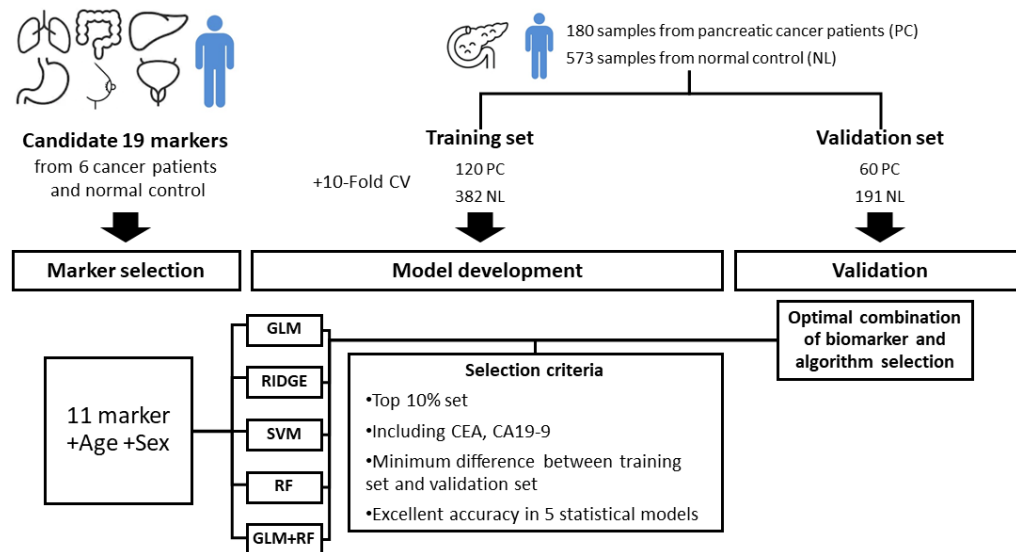 180 samples from pancreatic cancer patients (PC)
573 samples from normal control (NL)
Candidate 19 markers
from 6 cancer patients
and normal control
+10-Fold CV
Training set
120 PC
382 NL
Validation set
60 PC
191 NL
Marker selection
Model development
Validation
11 marker
+Age +Sex
GLM
RIDGE
SVM
RF
GLM+RF
Selection criteria
•Top 10% set
•Including CEA, CA19-9
•Minimum difference between training
set and validation set
•Excellent accuracy in 5 statistical models
Optimal combination
of biomarker and
algorithm selection